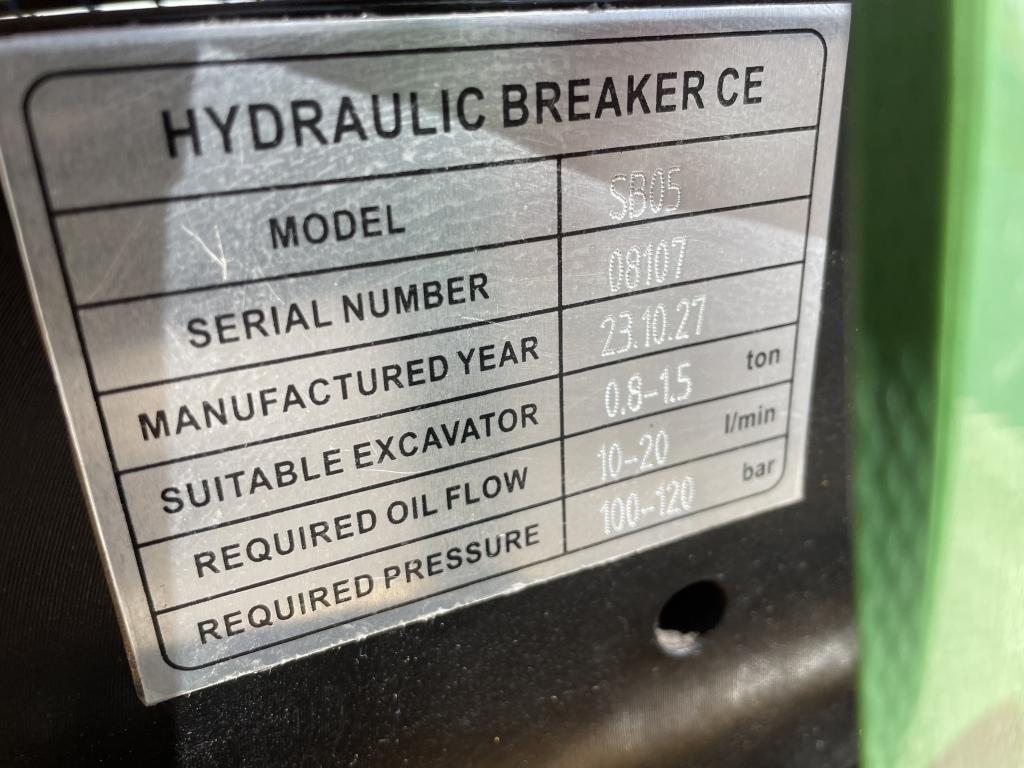 HYDRAULIC BREAKER CE
MODEL SB05
SERIAL NUMBER 08107
MANUFACTURED YEAR 23.10.27
SUITABLE EXCAVATOR 0.8-1.5 ton
REQUIRED OIL FLOW 10-20 l/min
REQUIRED PRESSURE 100-120 bar